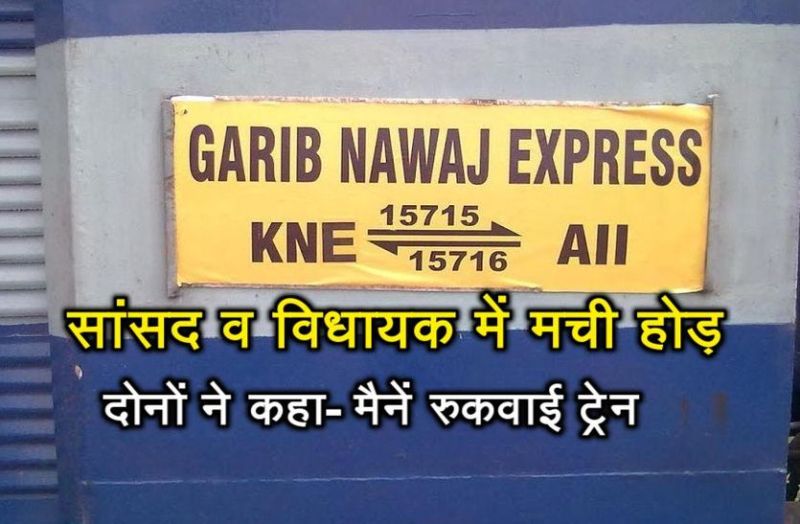 GARIB NAWAJ EXPRESS
KNE 15715 AII
15716
सांसद व विधायक में मची होड़
दोनों ने कहा- मैनें रुकवाई ट्रेन